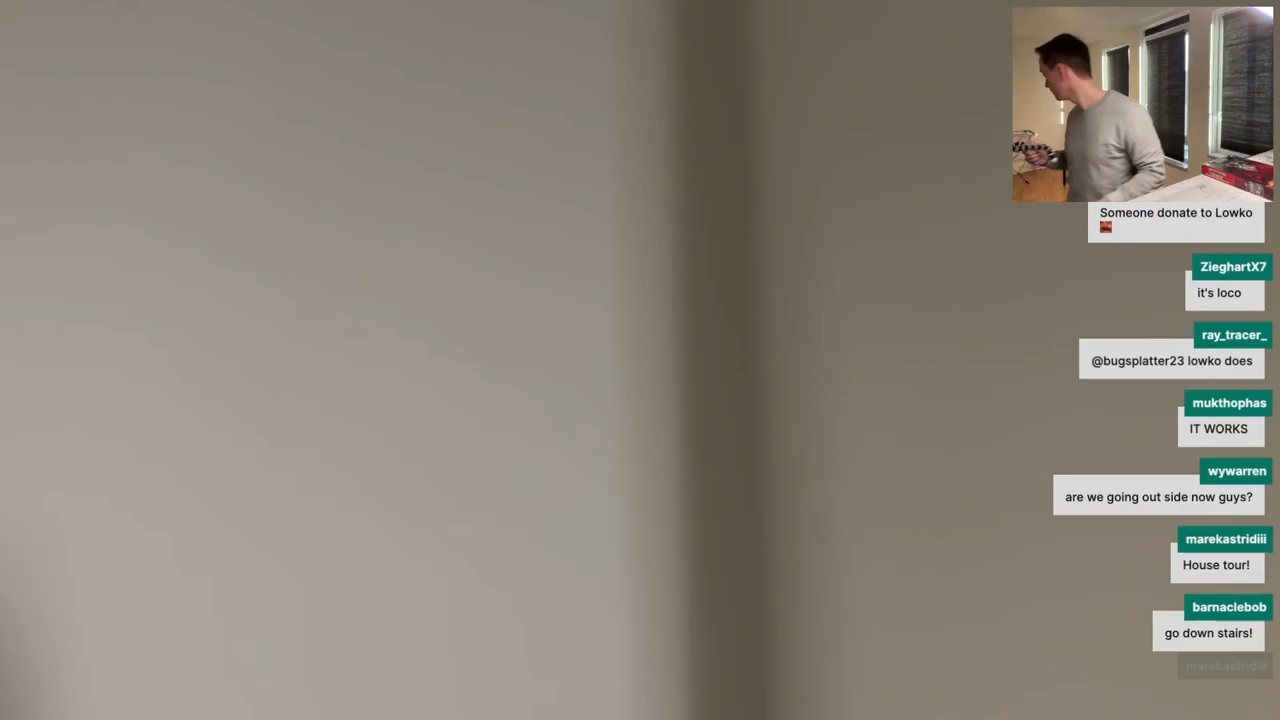 Someone donate to Lowko
ZieghartX7
it's loco
ray_tracer_
@bugsplatter23 lowko does
mukthophas
IT WORKS
wywarren
are we going out side now guys?
marekastridiii
House tour!
barnaclebob
go down stairs!
marekastridiii